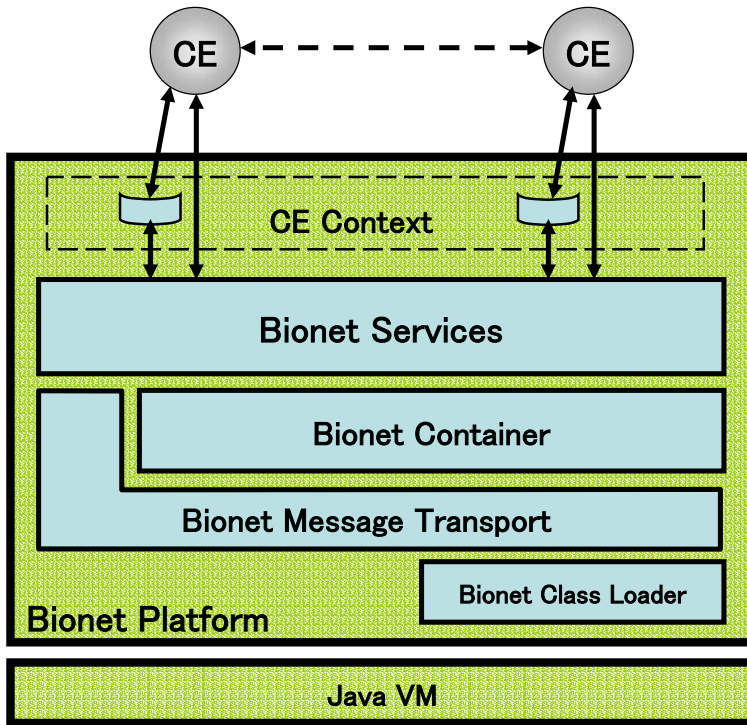 CE
CE
CE Context
Bionet Services
Bionet Container
Bionet Message Transport
Bionet Class Loader
Bionet Platform
Java VM